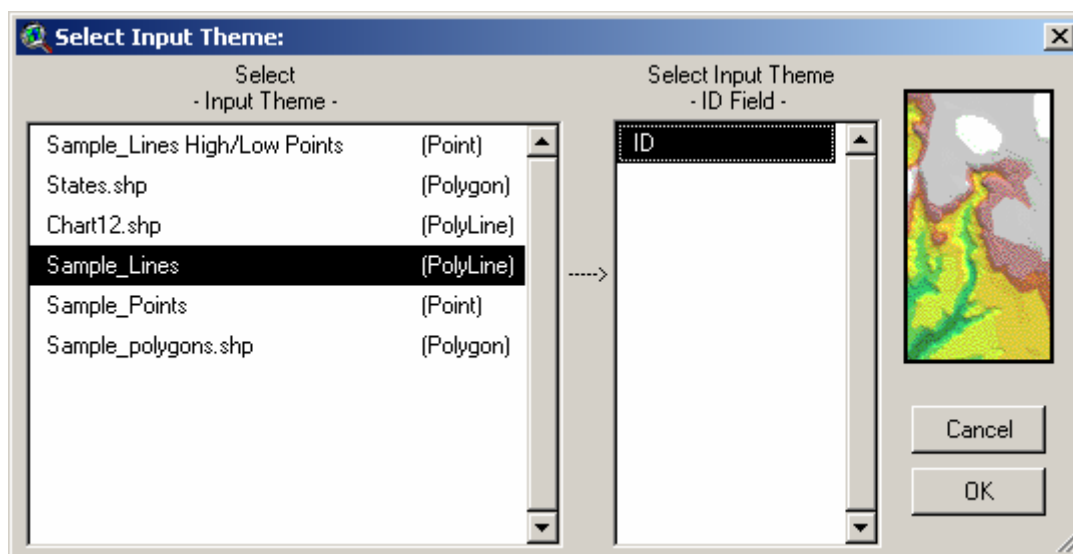 Select Input Theme:
Select
- Input Theme -
Sample_Lines High/Low Points (Point)
States.shp (Polygon)
Chart12.shp (PolyLine)
Sample_Lines (PolyLine)
Sample_Points (Point)
Sample_polygons.shp (Polygon)
----->
Select Input Theme
- ID Field -
ID
Cancel
OK